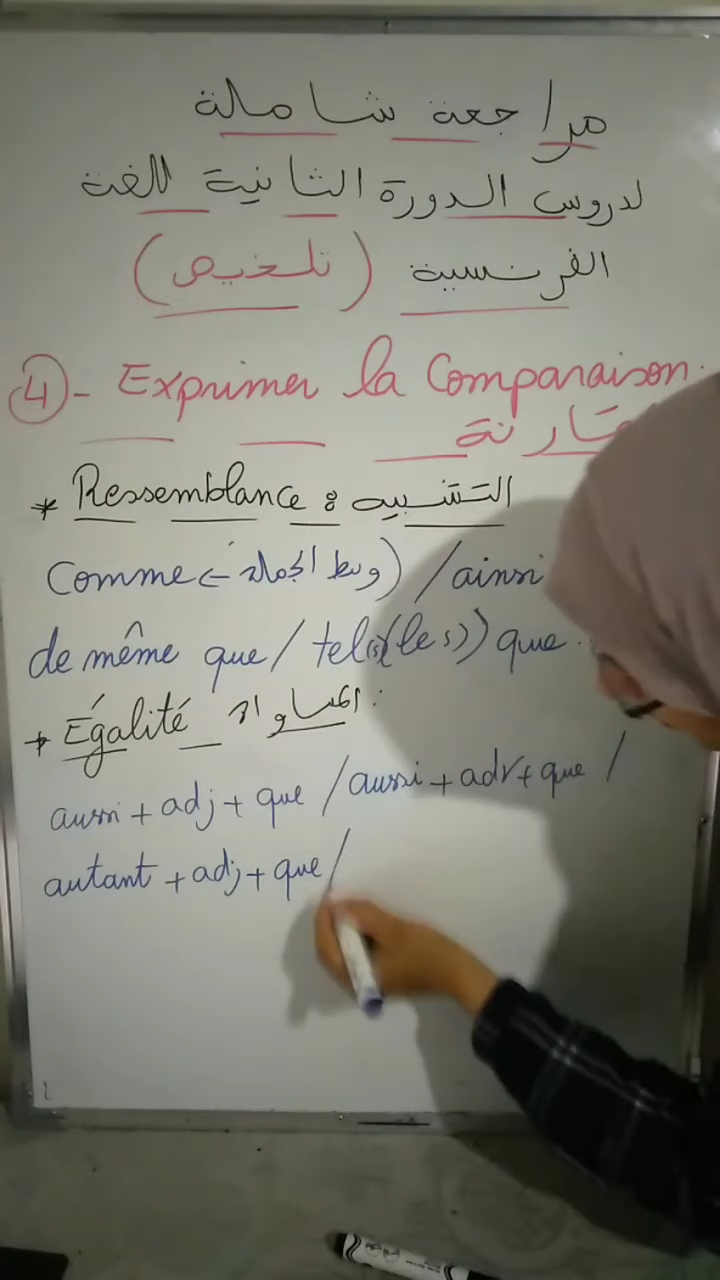 مراجعة شاملة
لدروس الدورة الثانية للغة
الفرنسية (تلخيص)
4 - Exprimer la Comparaison.
* Ressemblance : التشبيه
Comme ← وسط الجملة) / ainsi
de même que / tel(s)(le(s)) que.
* Égalité المساواة :
aussi + adj + que / aussi + adv + que /
autant + adj + que /